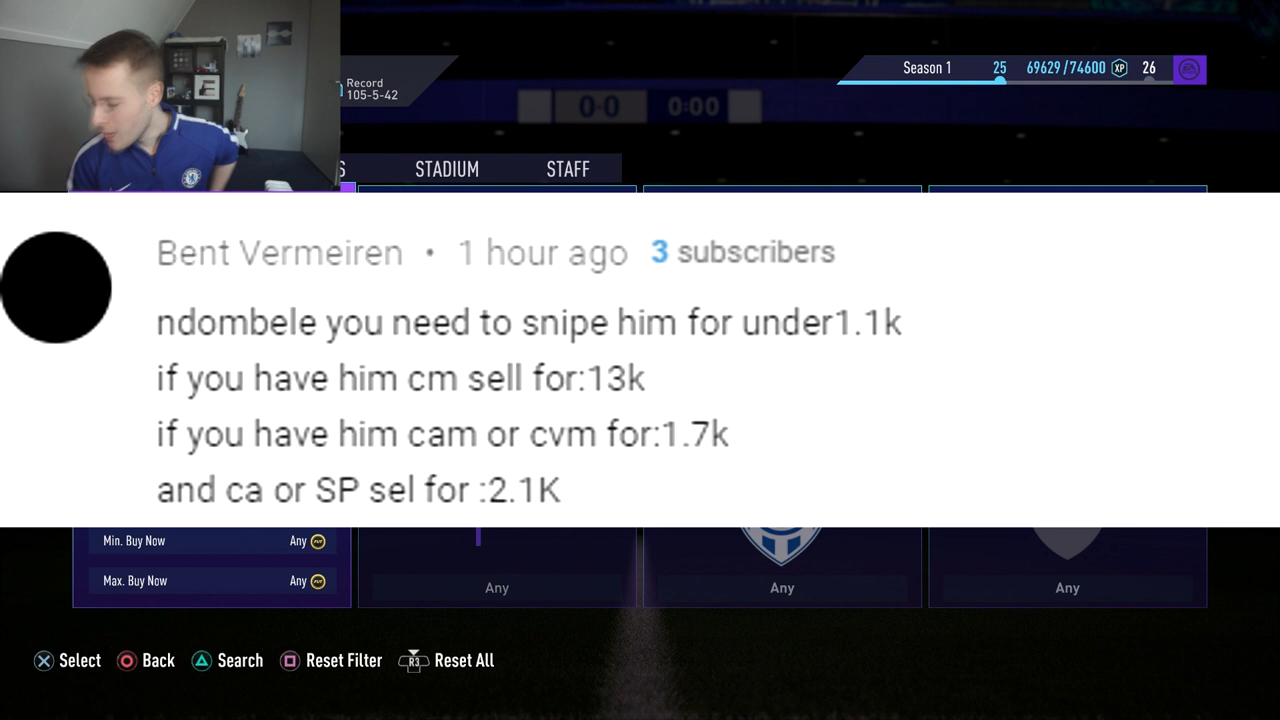 Record
105-5-42
Season 1 25 69629/74600 XP 26
0-0 0:00
S STADIUM STAFF
Bent Vermeiren • 1 hour ago 3 subscribers
ndombele you need to snipe him for under1.1k
if you have him cm sell for:13k
if you have him cam or cvm for:1.7k
and ca or SP sel for :2.1K
Min. Buy Now Any
Max. Buy Now Any
Any
Any
Any
Select Back Search Reset Filter R3 Reset All